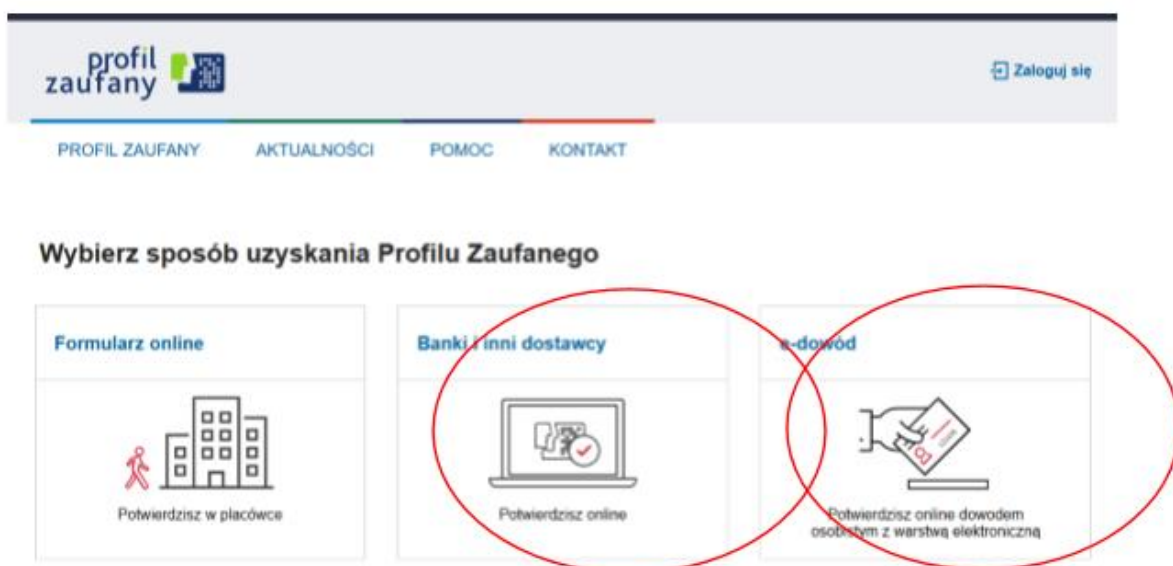 profil
zaufany
Zaloguj się
PROFIL ZAUFANY AKTUALNOŚCI POMOC KONTAKT
Wybierz sposób uzyskania Profilu Zaufanego
Formularz online
Potwierdzisz w placówce
Banki i inni dostawcy
Potwierdzisz online
e-dowód
Potwierdzisz online dowodem
osobistym z warstwą elektroniczną